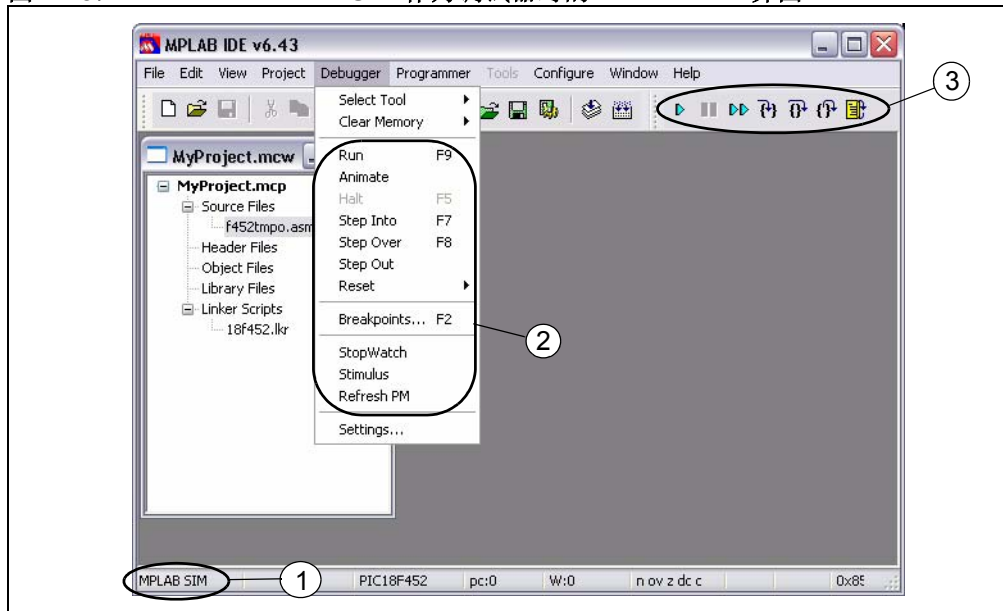 MPLAB IDE v6.43
File Edit View Project Debugger Programmer Tools Configure Window Help
3
Select Tool
Clear Memory
MyProject.mcw
Run F9
Animate
Halt F5
Step Into F7
Step Over F8
Step Out
Reset
Breakpoints... F2
StopWatch
Stimulus
Refresh PM
Settings...
MyProject.mcp
Source Files
f452tmpo.asm
Header Files
Object Files
Library Files
Linker Scripts
18f452.lkr
2
MPLAB SIM
1
PIC18F452 pc:0 W:0 n ov z dc c 0x85